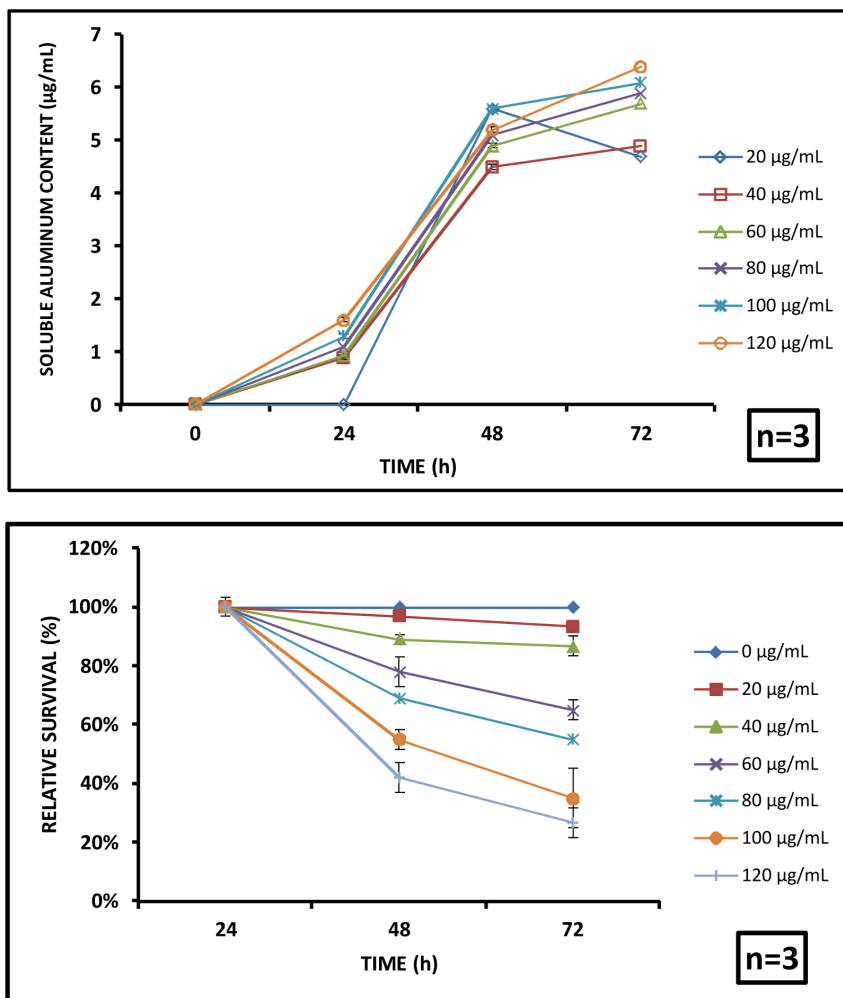 7
6
5
4
3
2
1
0
SOLUBLE ALUMINUM CONTENT (µg/mL)
0 24 48 72
TIME (h)
20 µg/mL
40 µg/mL
60 µg/mL
80 µg/mL
100 µg/mL
120 µg/mL
n=3
120%
100%
80%
60%
40%
20%
0%
RELATIVE SURVIVAL (%)
24 48 72
TIME (h)
0 µg/mL
20 µg/mL
40 µg/mL
60 µg/mL
80 µg/mL
100 µg/mL
120 µg/mL
n=3